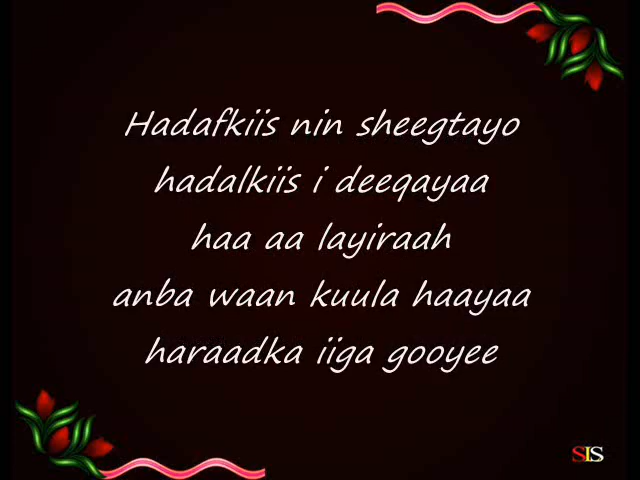 Hadafkiis nin sheegtayo
hadalkiis i deeqayaa
haa aa layiraah
anba waan kuula haayaa
haraadka iiga gooyee
SIS